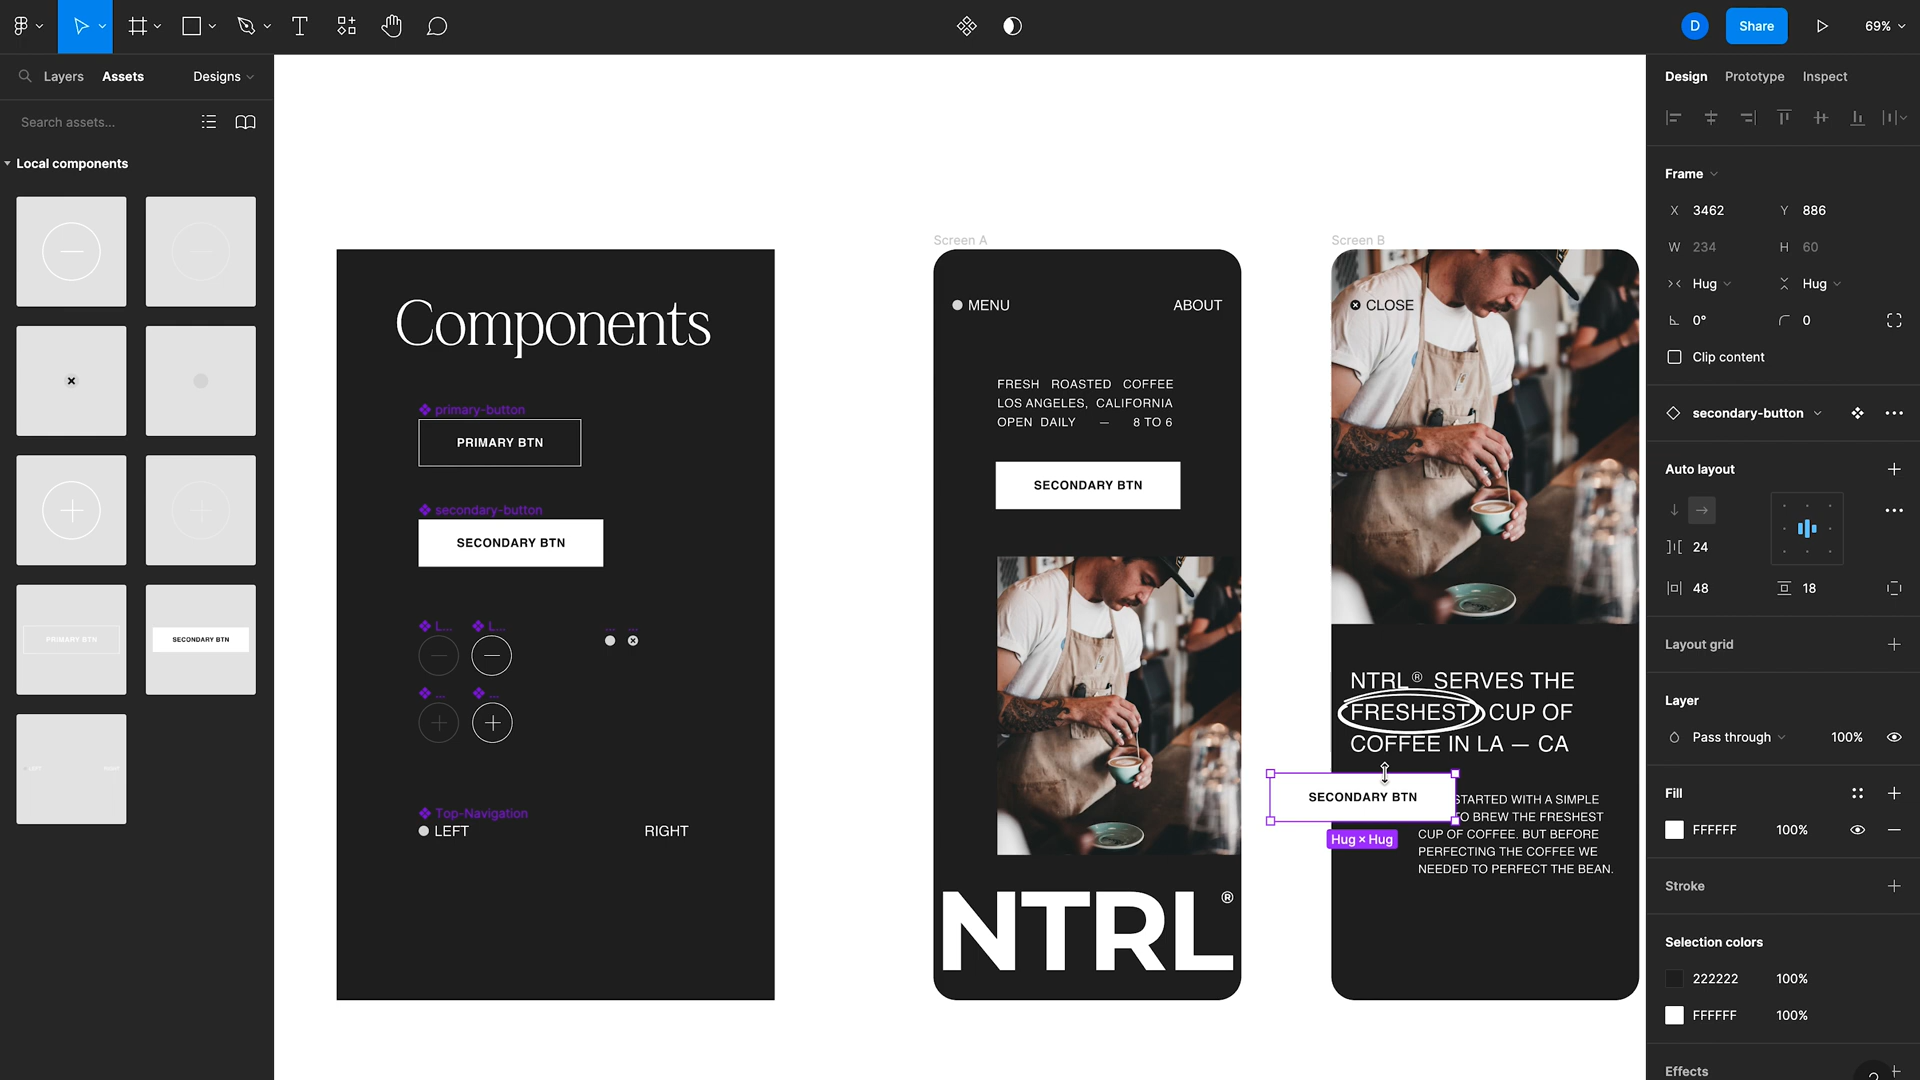 D
Share
69%
Layers
Assets
Designs
Search assets...
Local components
PRIMARY BTN
SECONDARY BTN
LEFT
Components
primary-button
PRIMARY BTN
secondary-button
SECONDARY BTN
L...
L...
...
...
...
...
Top-Navigation
LEFT
RIGHT
Screen A
MENU
ABOUT
FRESH ROASTED COFFEE
LOS ANGELES, CALIFORNIA
OPEN DAILY — 8 TO 6
SECONDARY BTN
NTRL®
Screen B
CLOSE
NTRL® SERVES THE
FRESHEST CUP OF
COFFEE IN LA — CA
SECONDARY BTN
STARTED WITH A SIMPLE
TO BREW THE FRESHEST
CUP OF COFFEE. BUT BEFORE
PERFECTING THE COFFEE WE
NEEDED TO PERFECT THE BEAN.
Hug × Hug
Design
Prototype
Inspect
Frame
X 3462
Y 886
W 234
H 60
Hug
Hug
0°
0
Clip content
secondary-button
Auto layout
24
48
18
Layout grid
Layer
Pass through
100%
Fill
FFFFFF
100%
Stroke
Selection colors
222222
100%
FFFFFF
100%
Effects